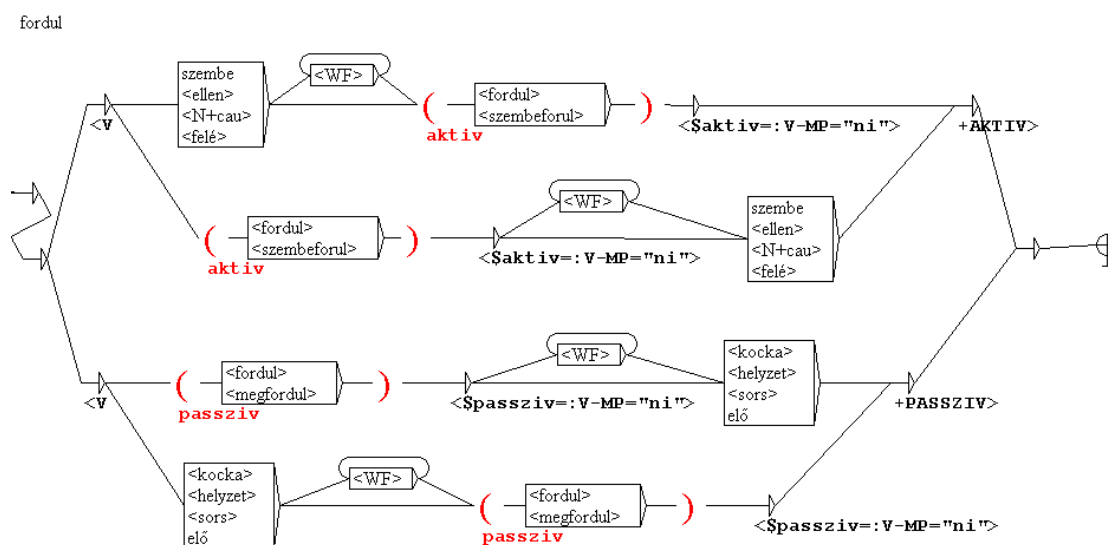 fordul
szembe
<ellen>
<N+cau>
<felé>
<WF>
<fordul>
<szembeforul>
(
)
aktiv
<V
<$aktiv=:V-MP="ni">
+AKTIV>
(
<fordul>
<szembeforul>
)
aktiv
<$aktiv=:V-MP="ni">
<WF>
szembe
<ellen>
<N+cau>
<felé>
(
<fordul>
<megfordul>
)
<V
passziv
<$passziv=:V-MP="ni">
<WF>
<kocka>
<helyzet>
<sors>
elő
+PASSZIV>
<kocka>
<helyzet>
<sors>
elő
<WF>
(
<fordul>
<megfordul>
)
passziv
<$passziv=:V-MP="ni">